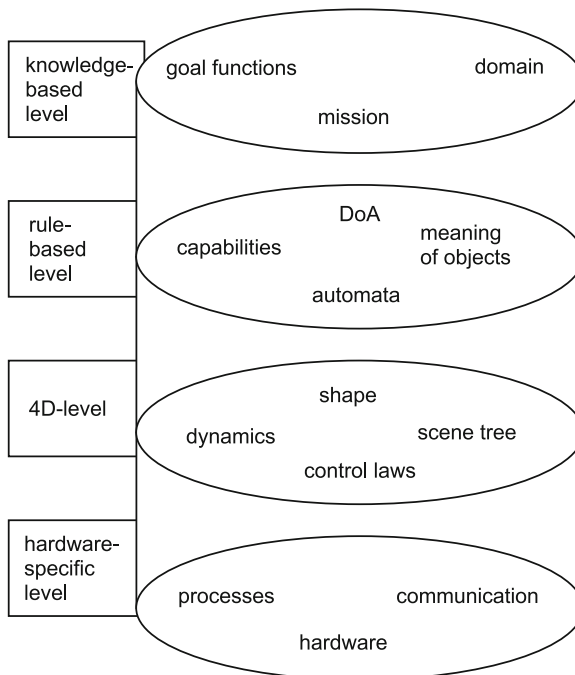 knowledge-
based
level
goal functions
domain
mission
rule-
based
level
DoA
capabilities
meaning
of objects
automata
4D-level
shape
dynamics
scene tree
control laws
hardware-
specific
level
processes
communication
hardware